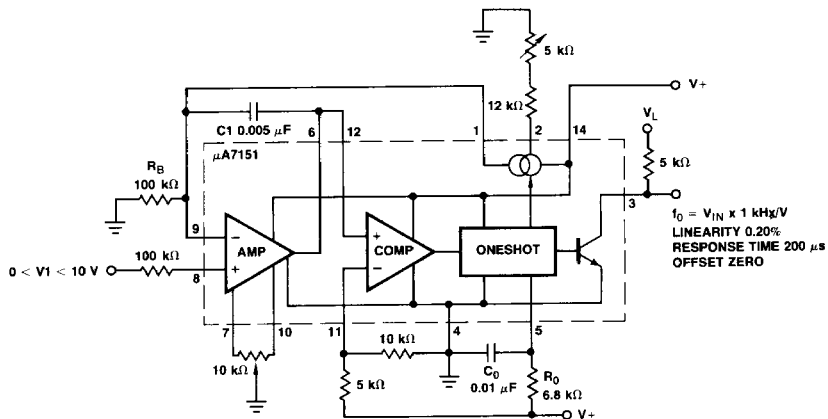 5 kΩ
12 kΩ
V+
C1 0.005 µF
6
12
1
2
14
V_L
5 kΩ
µA7151
R_B
100 kΩ
3
f₀ = V_IN x 1 kHz/V
LINEARITY 0.20%
RESPONSE TIME 200 µs
OFFSET ZERO
9
−
AMP
+
COMP
−
ONESHOT
100 kΩ
+
0 < V1 < 10 V
8
7
10
11
4
5
10 kΩ
10 kΩ
C₀
0.01 µF
R₀
6.8 kΩ
5 kΩ
V+